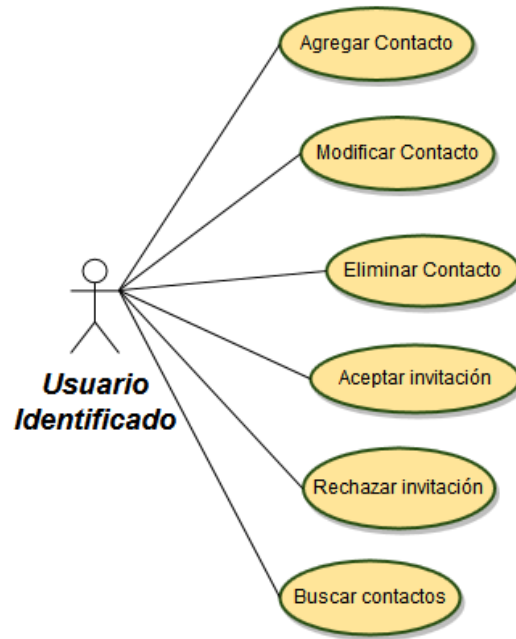 Agregar Contacto
Modificar Contacto
Eliminar Contacto
Usuario
Identificado
Aceptar invitación
Rechazar invitación
Buscar contactos